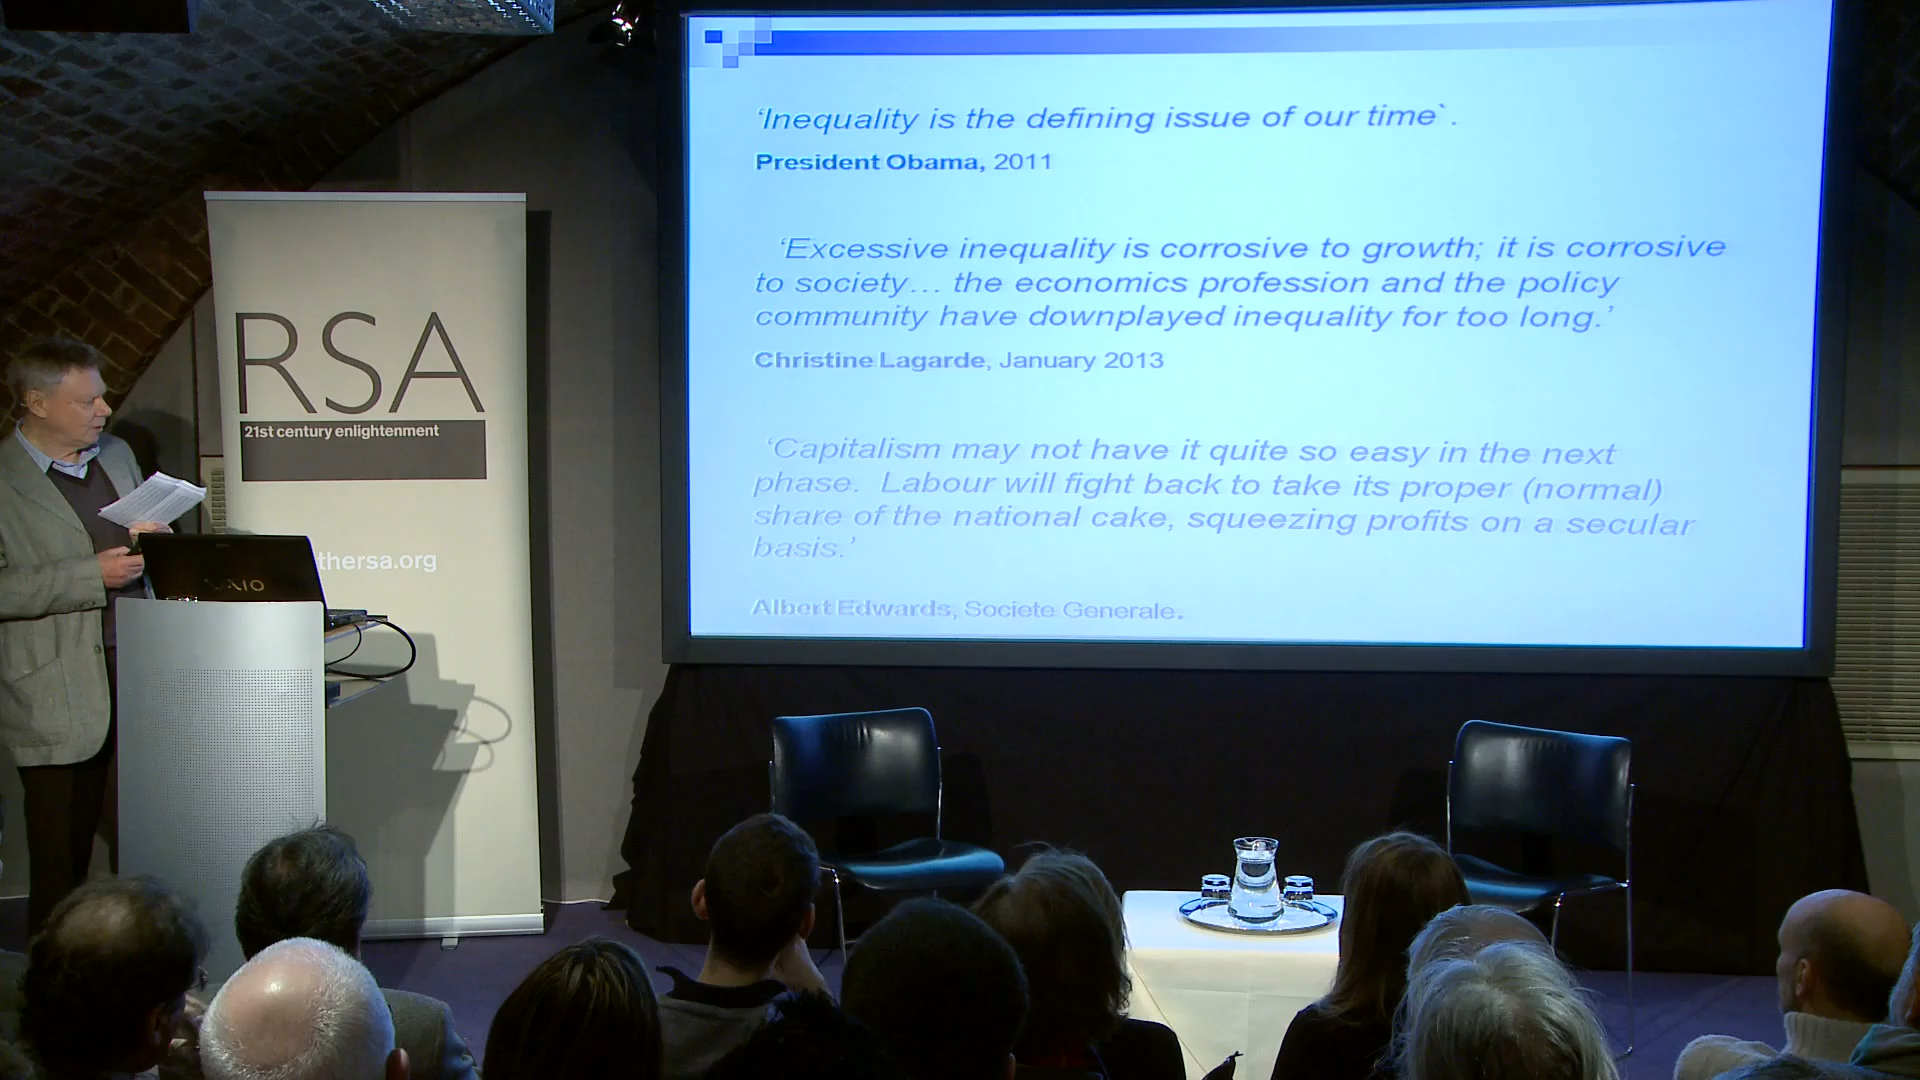 ‘Inequality is the defining issue of our time`.
President Obama, 2011
‘Excessive inequality is corrosive to growth; it is corrosive
to society… the economics profession and the policy
community have downplayed inequality for too long.’
Christine Lagarde, January 2013
‘Capitalism may not have it quite so easy in the next
phase. Labour will fight back to take its proper (normal)
share of the national cake, squeezing profits on a secular
basis.’
Albert Edwards, Societe Generale.
RSA
21st century enlightenment
thersa.org
VAIO